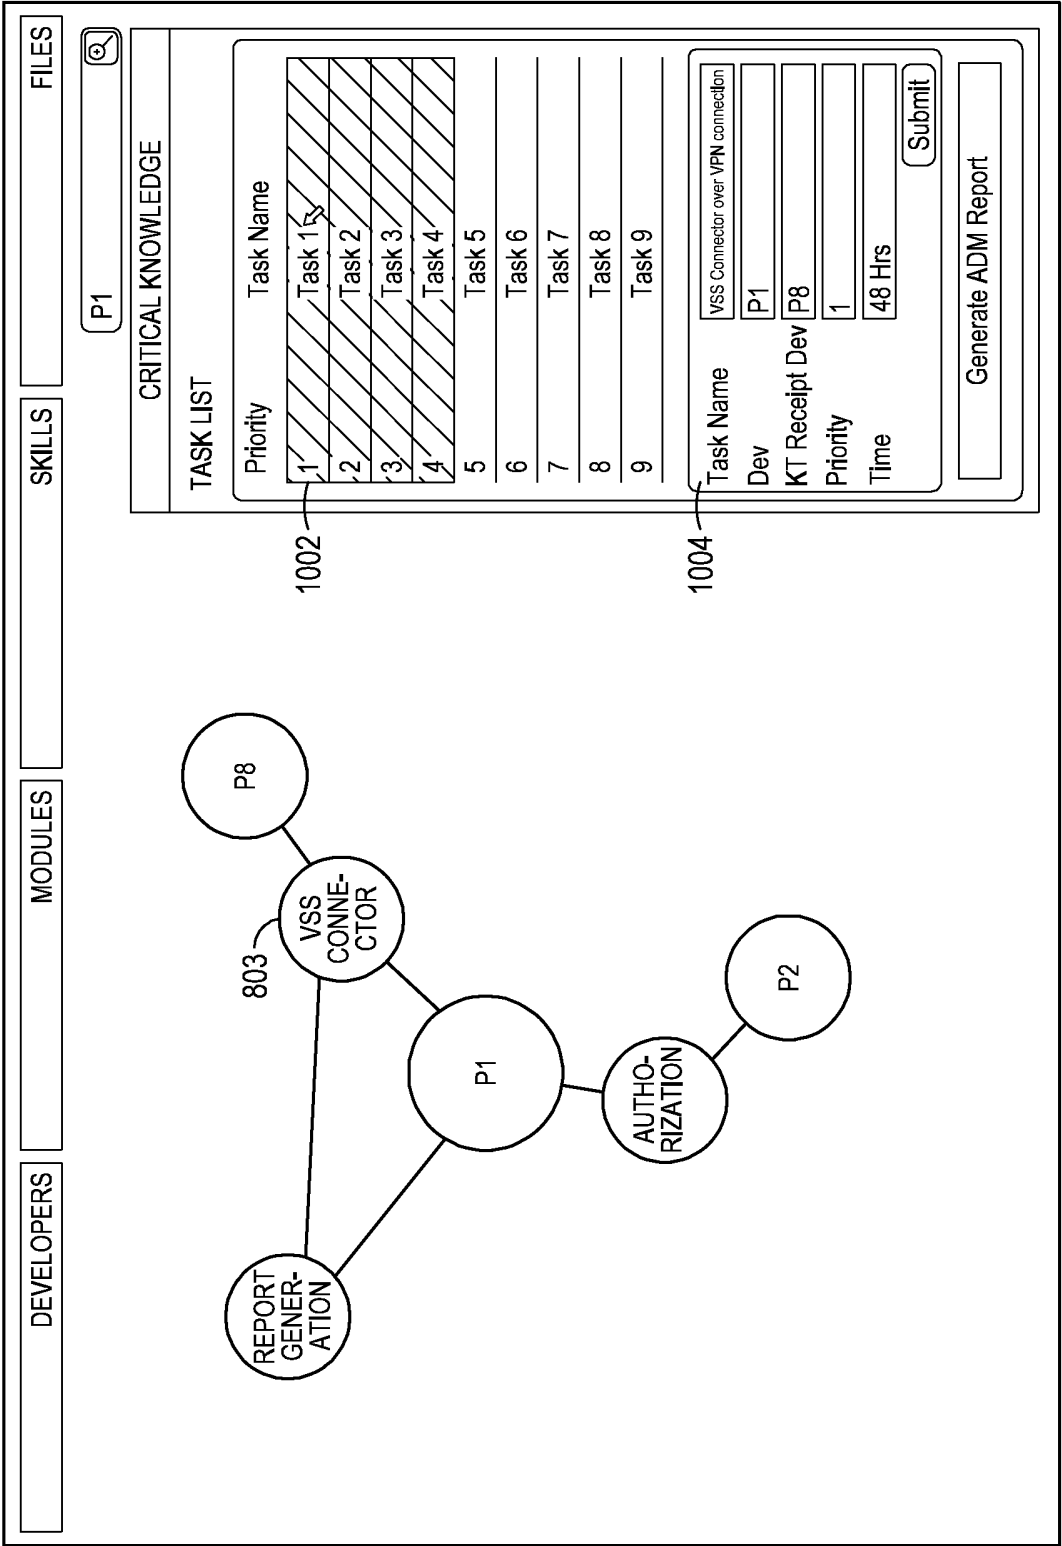 DEVELOPERS
MODULES
SKILLS
FILES
P1
CRITICAL KNOWLEDGE
TASK LIST
Priority Task Name
1 Task 1
2 Task 2
3 Task 3
4 Task 4
5 Task 5
6 Task 6
7 Task 7
8 Task 8
9 Task 9
1002
1004
Task Name VSS Connector over VPN connection
Dev P1
KT Receipt Dev P8
Priority 1
Time 48 Hrs
Submit
Generate ADM Report
P8
803
VSS
CONNE-
CTOR
REPORT
GENER-
ATION
P1
AUTHO-
RIZATION
P2